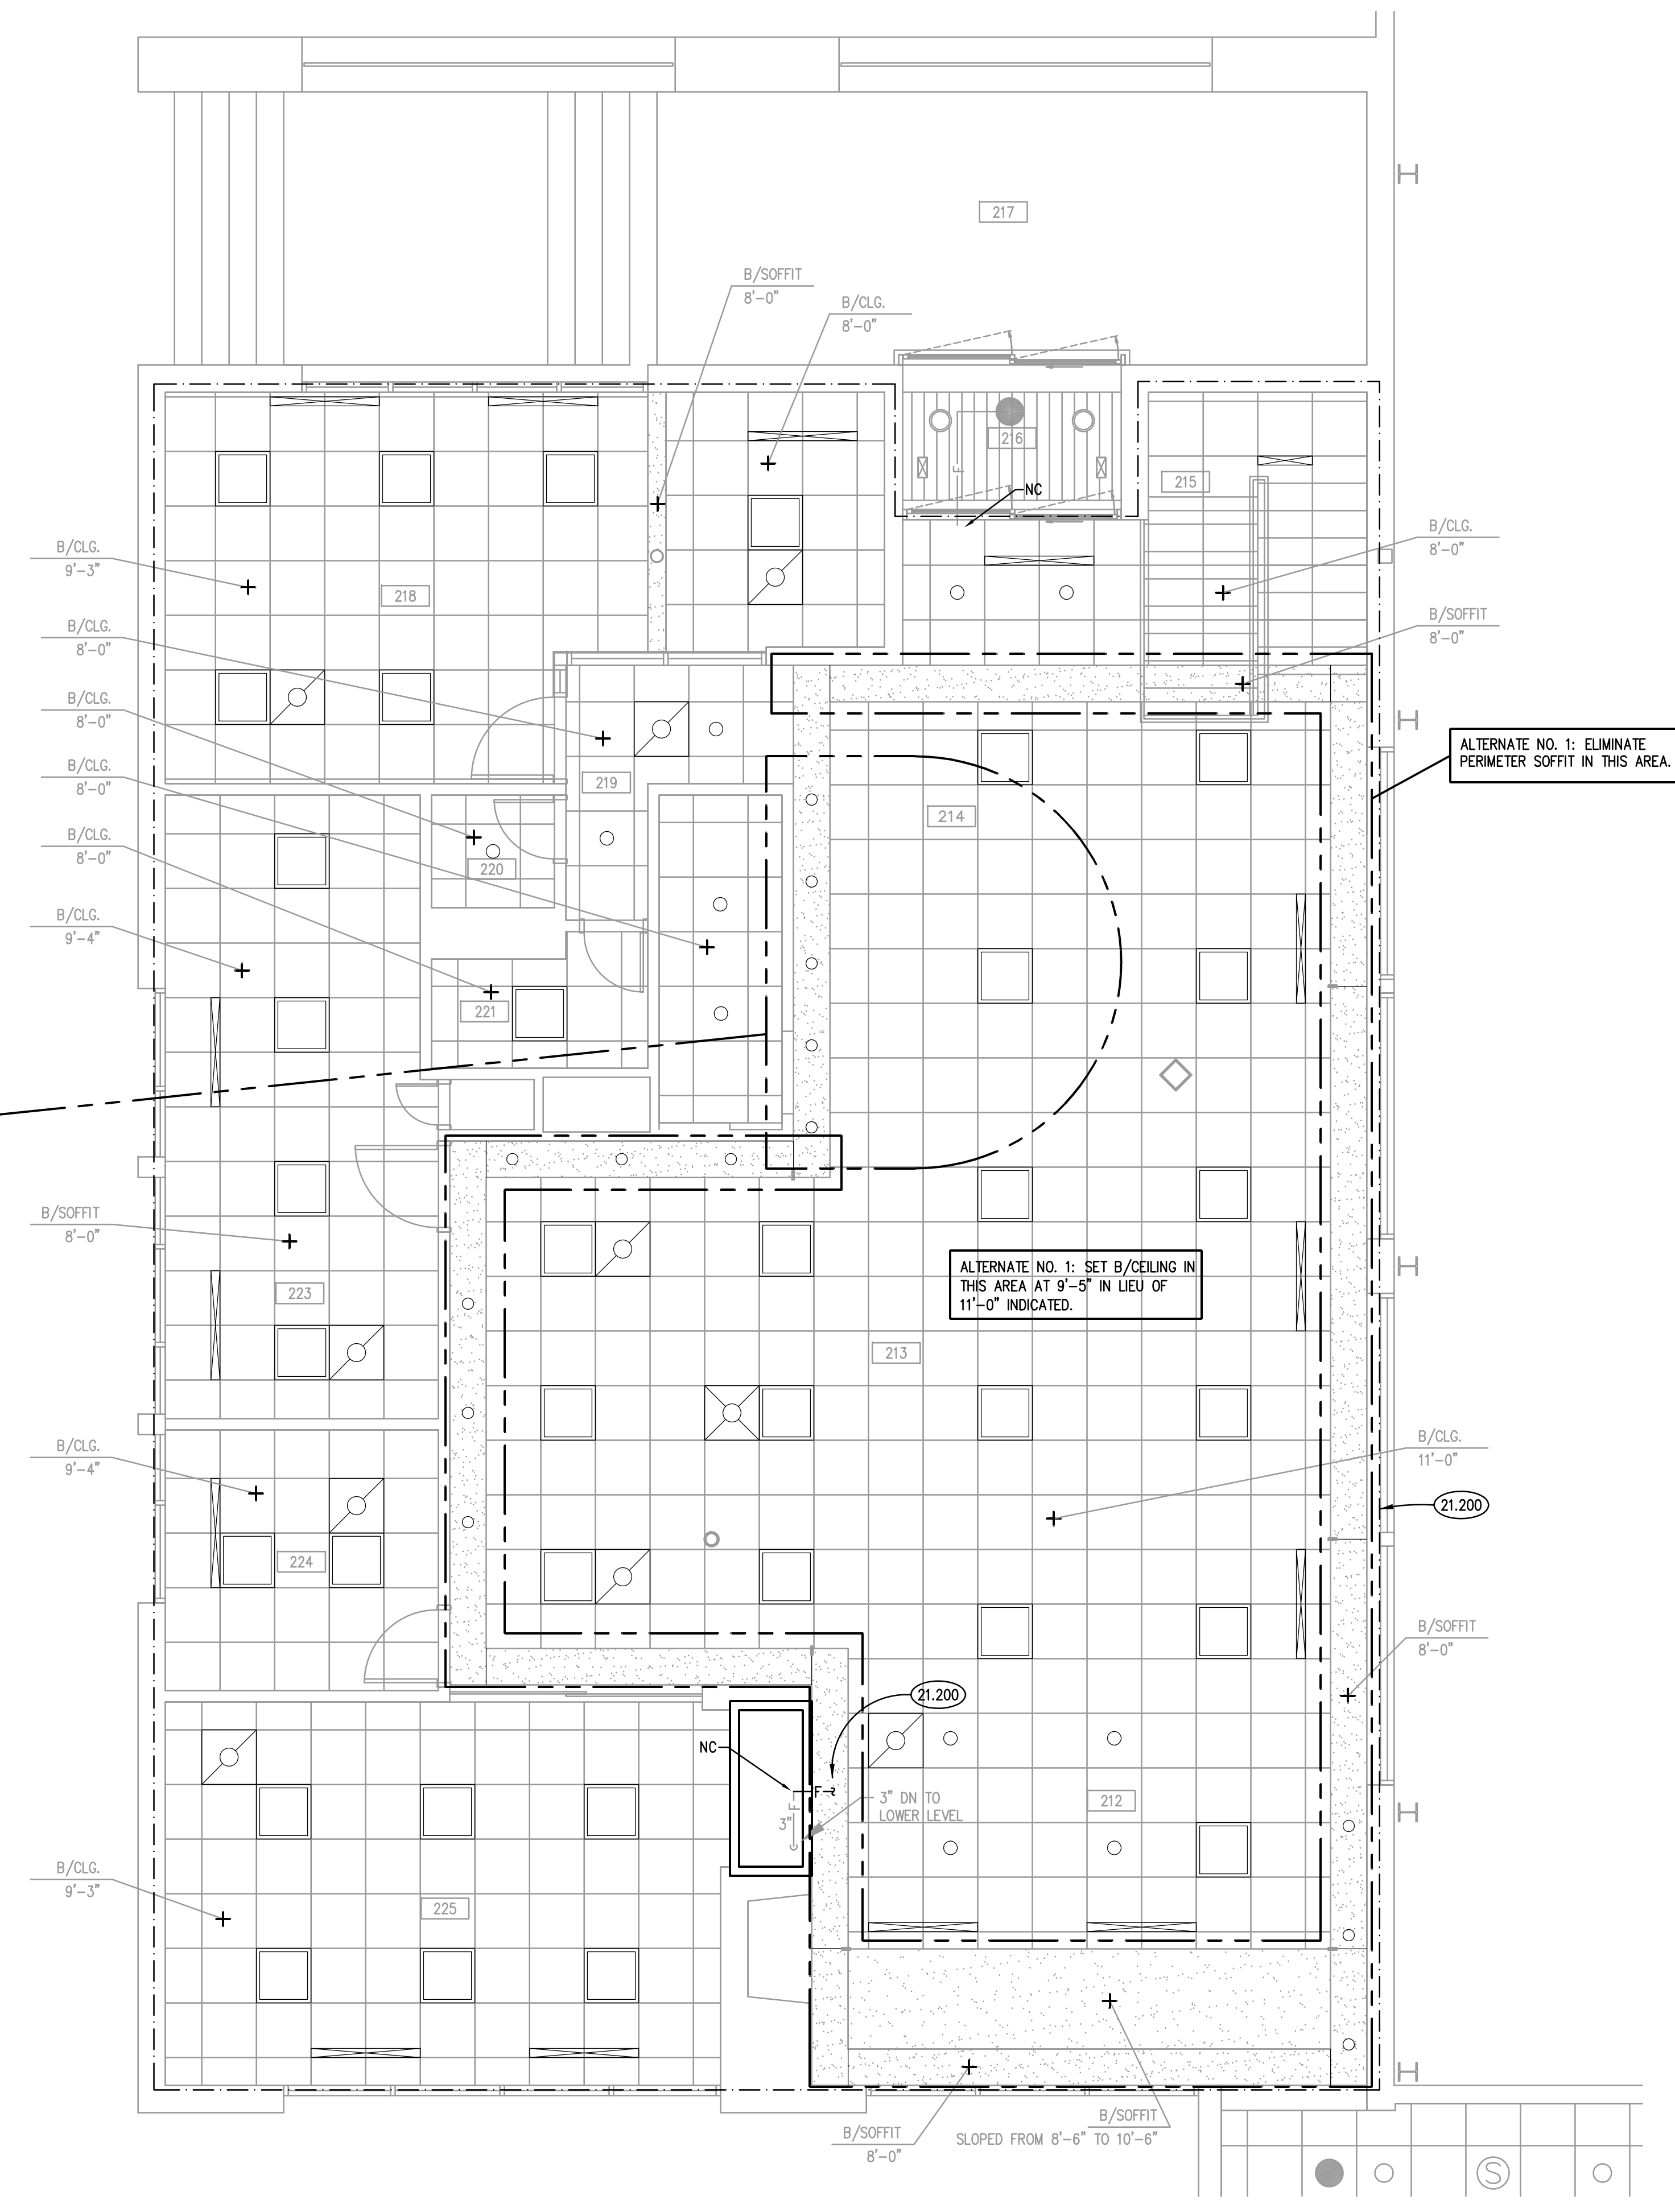 217
B/SOFFIT
8'-0"
B/CLG.
8'-0"
216
F
NC
215
B/CLG.
8'-0"
B/CLG.
9'-3"
218
B/SOFFIT
8'-0"
B/CLG.
8'-0"
B/CLG.
8'-0"
ALTERNATE NO. 1: ELIMINATE
PERIMETER SOFFIT IN THIS AREA.
B/CLG.
8'-0"
219
214
B/CLG.
8'-0"
220
B/CLG.
9'-4"
221
B/SOFFIT
8'-0"
ALTERNATE NO. 1: SET B/CEILING IN
THIS AREA AT 9'-5" IN LIEU OF
11'-0" INDICATED.
223
213
B/CLG.
9'-4"
B/CLG.
11'-0"
21.200
224
B/SOFFIT
8'-0"
21.200
NC
F
F
3"
3" DN TO
LOWER LEVEL
212
B/CLG.
9'-3"
225
B/SOFFIT
8'-0"
B/SOFFIT
SLOPED FROM 8'-6" TO 10'-6"
S